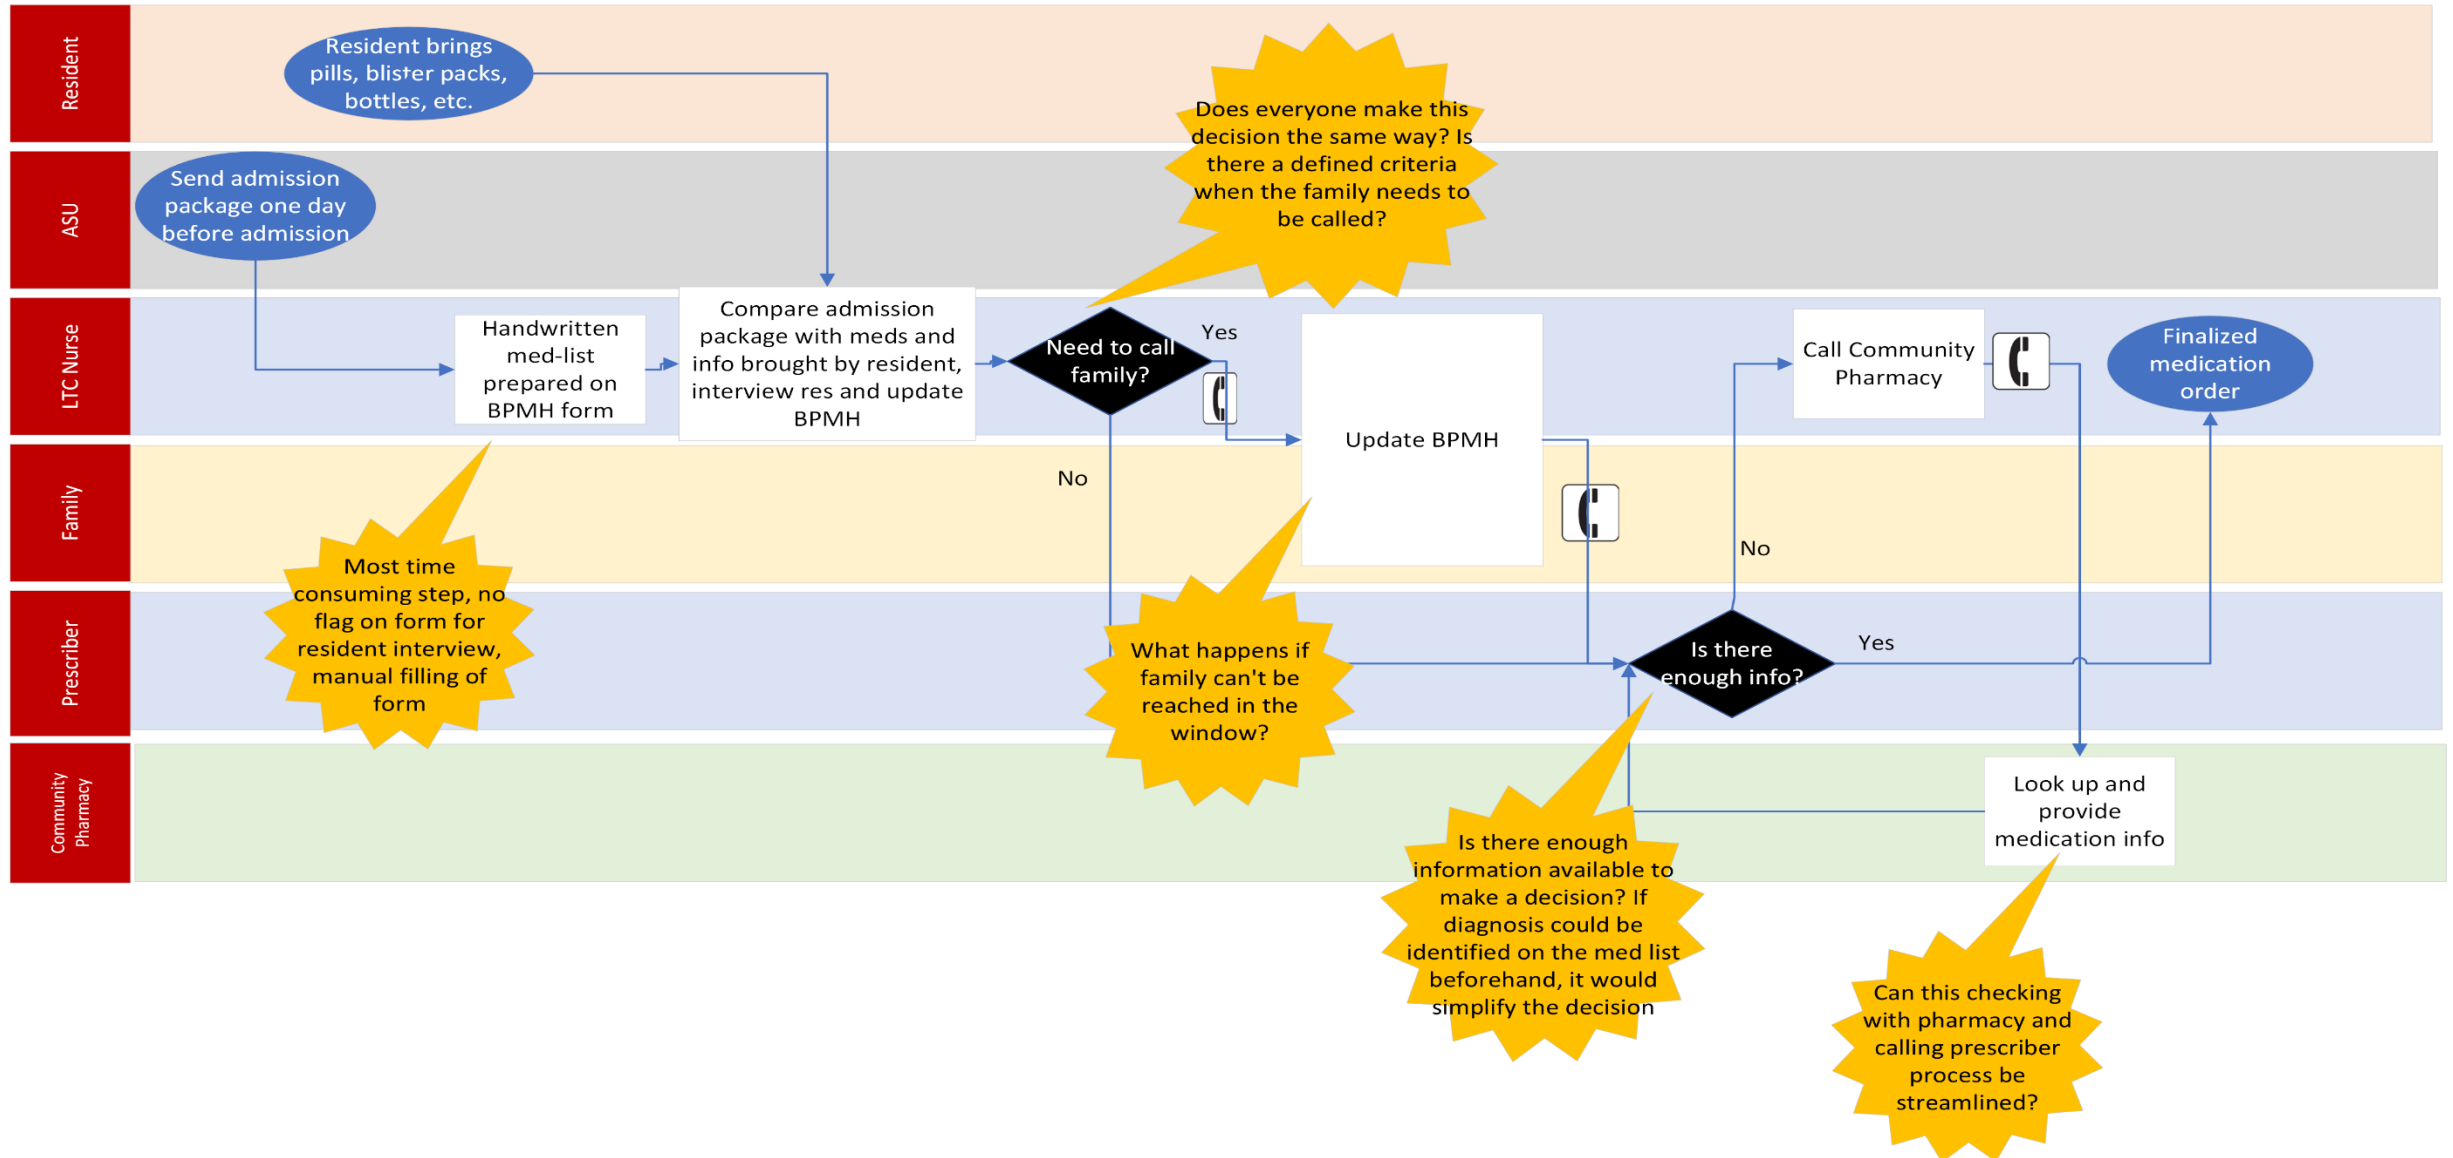 Resident
Resident brings
pills, blister packs,
bottles, etc.
Does everyone make this
decision the same way? Is
there a defined criteria
when the family needs to
be called?
ASU
Send admission
package one day
before admission
LTC Nurse
Handwritten
med-list
prepared on
BPMH form
Compare admission
package with meds and
info brought by resident,
interview res and update
BPMH
Need to call
family?
Yes
No
Update BPMH
Call Community
Pharmacy
Finalized
medication
order
Family
Most time
consuming step, no
flag on form for
resident interview,
manual filling of
form
What happens if
family can't be
reached in the
window?
No
Prescriber
Is there
enough info?
Yes
Community
Pharmacy
Look up and
provide
medication info
Is there enough
information available to
make a decision? If
diagnosis could be
identified on the med list
beforehand, it would
simplify the decision
Can this checking
with pharmacy and
calling prescriber
process be
streamlined?